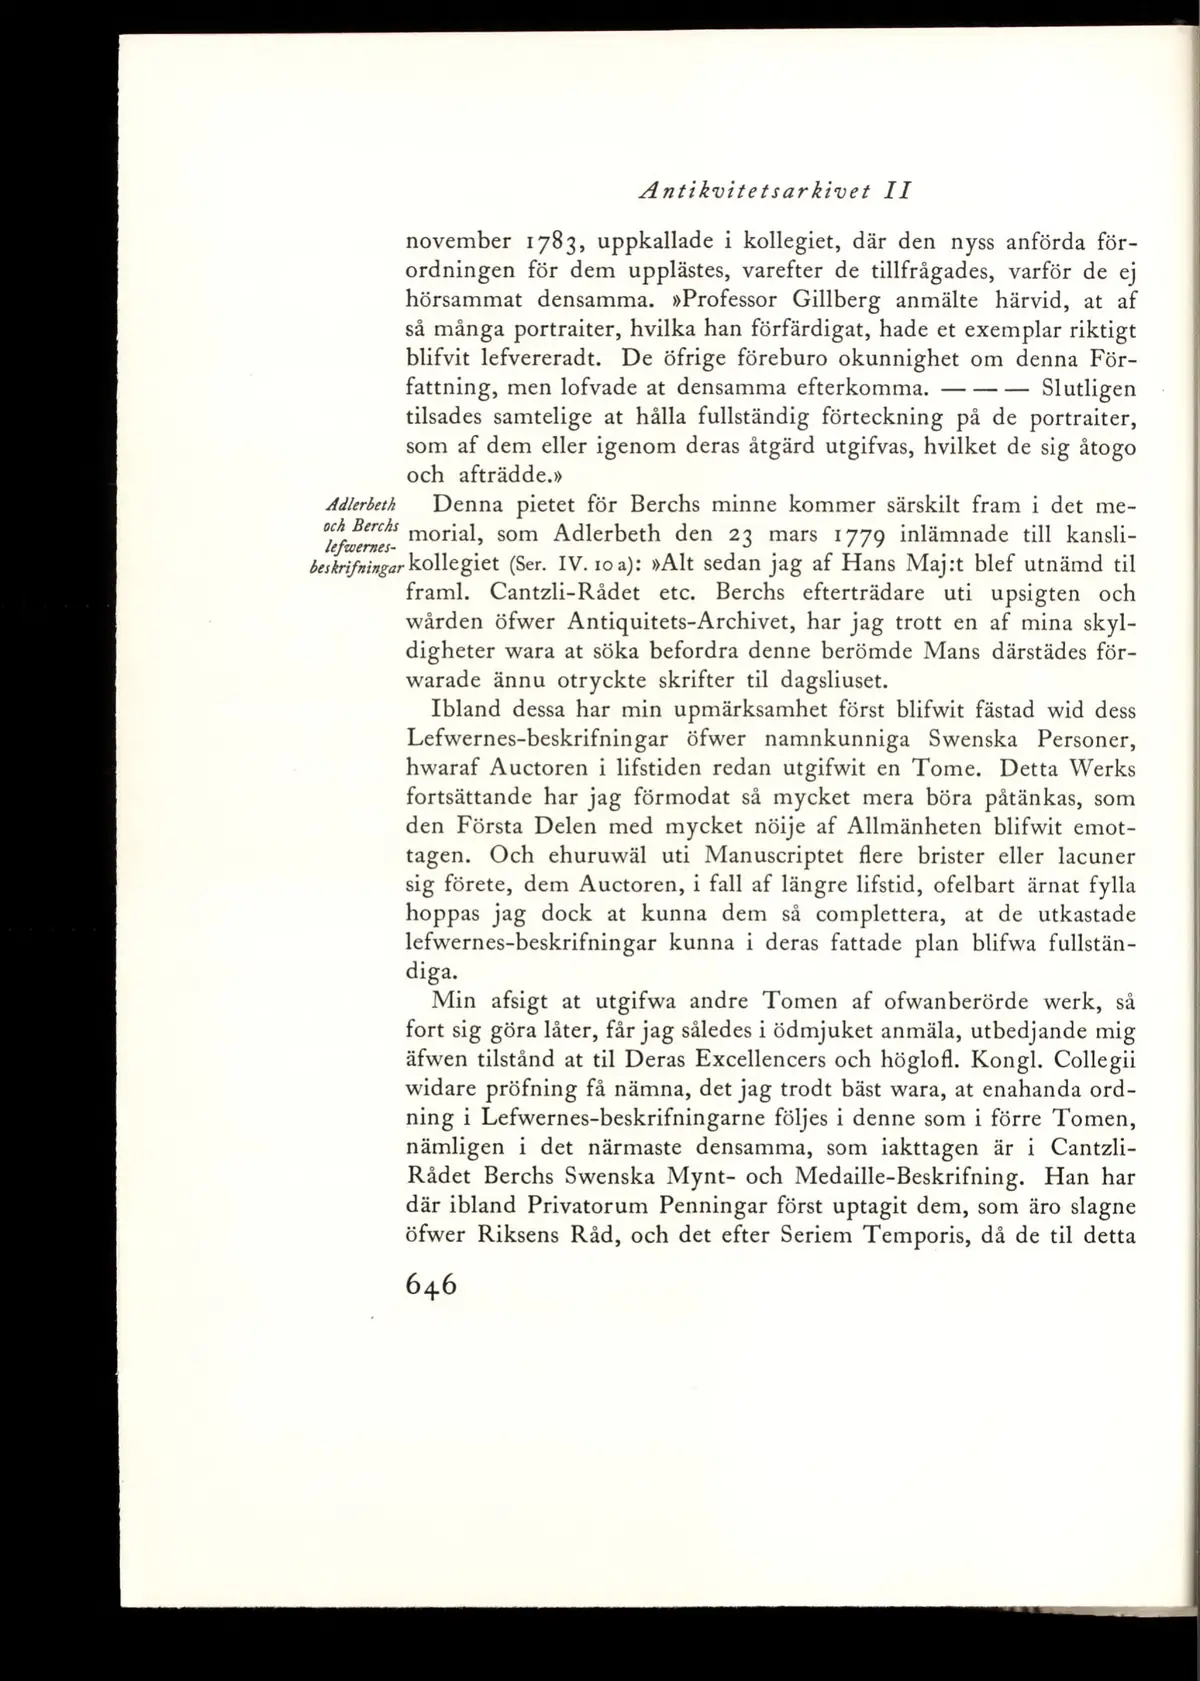 Antikvitetsarkivet II
november 1783, uppkallade i kollegiet, där den nyss anförda för-
ordningen för dem upplästes, varefter de tillfrågades, varför de ej
hörsammat densamma. »Professor Gillberg anmälte härvid, at af
så många portraiter, hvilka han förfärdigat, hade et exemplar riktigt
blifvit lefvereradt. De öfrige föreburo okunnighet om denna För-
fattning, men lofvade at densamma efterkomma. — — — Slutligen
tilsades samtelige at hålla fullständig förteckning på de portraiter,
som af dem eller igenom deras åtgärd utgifvas, hvilket de sig åtogo
och afträdde.»
Adlerbeth
och Berchs
lefwernes-
beskrifningar
Denna pietet för Berchs minne kommer särskilt fram i det me-
morial, som Adlerbeth den 23 mars 1779 inlämnade till kansli-
kollegiet (Ser. IV. 10 a): »Alt sedan jag af Hans Maj:t blef utnämd til
framl. Cantzli-Rådet etc. Berchs efterträdare uti upsigten och
wården öfwer Antiquitets-Archivet, har jag trott en af mina skyl-
digheter wara at söka befordra denne berömde Mans därstädes för-
warade ännu otryckte skrifter til dagsliuset.
Ibland dessa har min upmärksamhet först blifwit fästad wid dess
Lefwernes-beskrifningar öfwer namnkunniga Swenska Personer,
hwaraf Auctoren i lifstiden redan utgifwit en Tome. Detta Werks
fortsättande har jag förmodat så mycket mera böra påtänkas, som
den Första Delen med mycket nöije af Allmänheten blifwit emot-
tagen. Och ehuruwäl uti Manuscriptet flere brister eller lacuner
sig förete, dem Auctoren, i fall af längre lifstid, ofelbart ärnat fylla
hoppas jag dock at kunna dem så complettera, at de utkastade
lefwernes-beskrifningar kunna i deras fattade plan blifwa fullstän-
diga.
Min afsigt at utgifwa andre Tomen af ofwanberörde werk, så
fort sig göra låter, får jag således i ödmjuket anmäla, utbedjande mig
äfwen tilstånd at til Deras Excellencers och höglofl. Kongl. Collegii
widare pröfning få nämna, det jag trodt bäst wara, at enahanda ord-
ning i Lefwernes-beskrifningarne följes i denne som i förre Tomen,
nämligen i det närmaste densamma, som iakttagen är i Cantzli-
Rådet Berchs Swenska Mynt- och Medaille-Beskrifning. Han har
där ibland Privatorum Penningar först uptagit dem, som äro slagne
öfwer Riksens Råd, och det efter Seriem Temporis, då de til detta
646